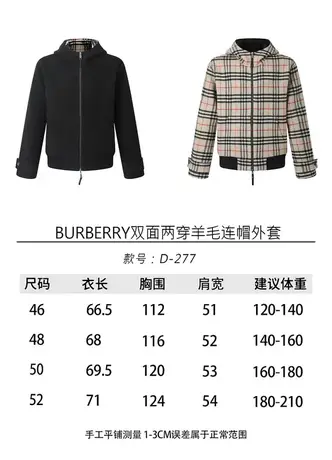 BURBERRY双面两穿羊毛连帽外套
款号：D-277
尺码 衣长 胸围 肩宽 建议体重
46 66.5 112 51 120-140
48 68 116 52 140-160
50 69.5 120 53 160-180
52 71 124 54 180-210
手工平铺测量 1-3CM误差属于正常范围